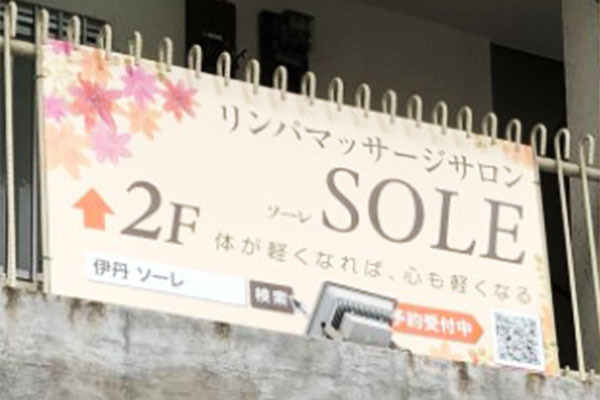 リンパマッサージサロン
ソーレ SOLE
2F
体が軽くなれば、心も軽くなる
伊丹 ソーレ 検索
予約受付中